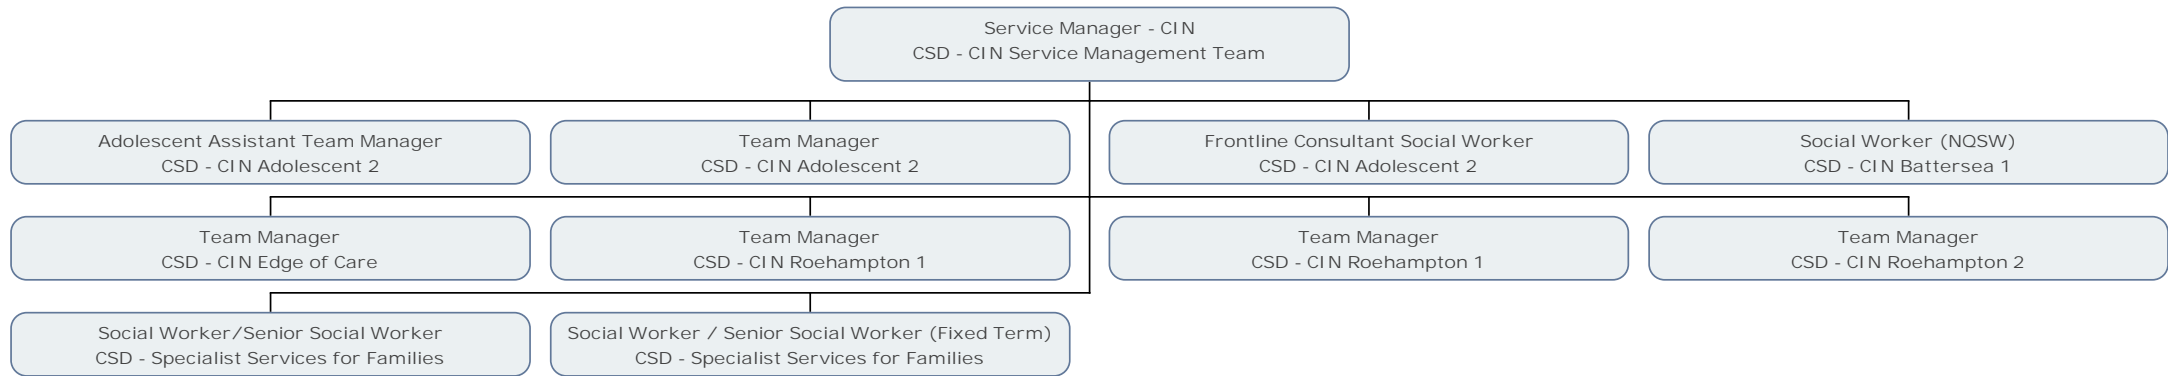 Service Manager - CIN
CSD - CIN Service Management Team
Adolescent Assistant Team Manager
CSD - CIN Adolescent 2
Team Manager
CSD - CIN Adolescent 2
Frontline Consultant Social Worker
CSD - CIN Adolescent 2
Social Worker (NQSW)
CSD - CIN Battersea 1
Team Manager
CSD - CIN Edge of Care
Team Manager
CSD - CIN Roehampton 1
Team Manager
CSD - CIN Roehampton 1
Team Manager
CSD - CIN Roehampton 2
Social Worker/Senior Social Worker
CSD - Specialist Services for Families
Social Worker / Senior Social Worker (Fixed Term)
CSD - Specialist Services for Families